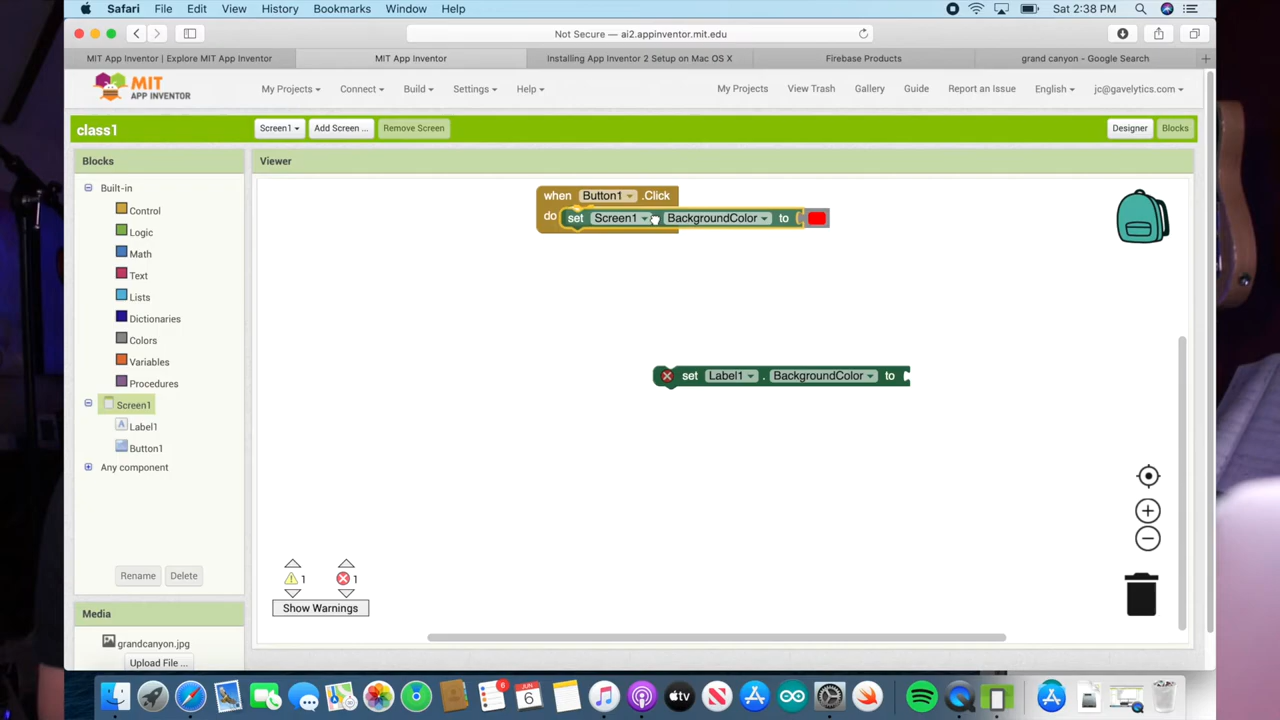 Safari File Edit View History Bookmarks Window Help Sat 2:38 PM
Not Secure — ai2.appinventor.mit.edu
MIT App Inventor | Explore MIT App Inventor MIT App Inventor Installing App Inventor 2 Setup on Mac OS X Firebase Products grand canyon - Google Search
MIT
APP INVENTOR
My Projects Connect Build Settings Help My Projects View Trash Gallery Guide Report an Issue English jc@gavelytics.com
class1 Screen1 Add Screen ... Remove Screen Designer Blocks
Blocks Viewer
Built-in
Control
Logic
Math
Text
Lists
Dictionaries
Colors
Variables
Procedures
Screen1
Label1
Button1
Any component
Rename Delete
Media
grandcanyon.jpg
Upload File ...
when Button1 .Click
do set Screen1 . BackgroundColor to
set Label1 . BackgroundColor to
1 1
Show Warnings
6 JUN 6